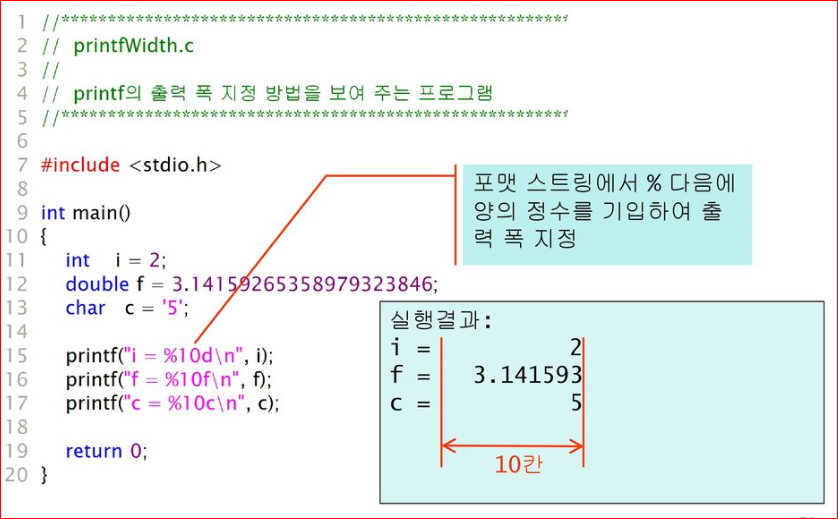 1 //*******************************************************
2 // printfWidth.c
3 //
4 // printf의 출력 폭 지정 방법을 보여 주는 프로그램
5 //*******************************************************
6
7 #include <stdio.h>
8
9 int main()
10 {
11 int i = 2;
12 double f = 3.14159265358979323846;
13 char c = '5';
14
15 printf("i = %10d\n", i);
16 printf("f = %10f\n", f);
17 printf("c = %10c\n", c);
18
19 return 0;
20 }
포맷 스트링에서 % 다음에
양의 정수를 기입하여 출
력 폭 지정
실행결과:
i =          2
f =   3.141593
c =          5
10칸